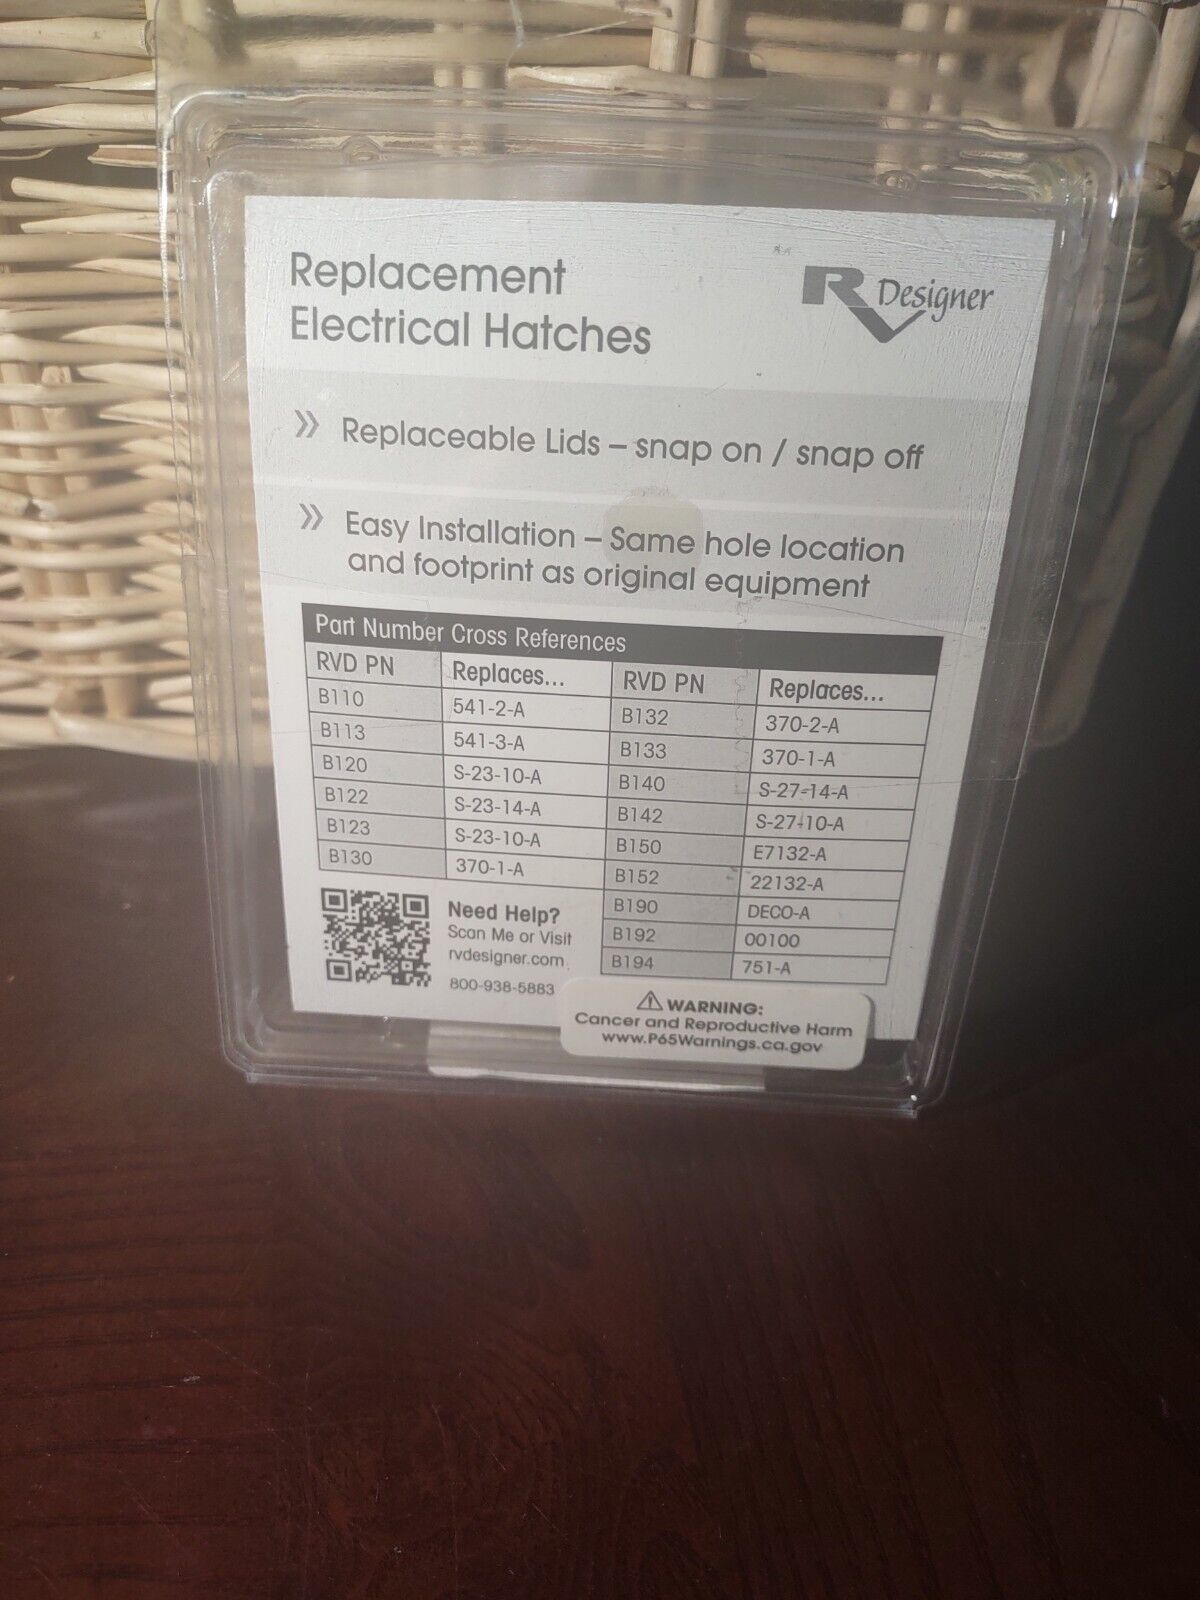 Replacement
Electrical Hatches
RV Designer
» Replaceable Lids – snap on / snap off
» Easy Installation – Same hole location
and footprint as original equipment
Part Number Cross References
RVD PN Replaces... RVD PN Replaces...
B110 541-2-A B132 370-2-A
B113 541-3-A B133 370-1-A
B120 S-23-10-A B140 S-27-14-A
B122 S-23-14-A B142 S-27-10-A
B123 S-23-10-A B150 E7132-A
B130 370-1-A B152 22132-A
B190 DECO-A
B192 00100
B194 751-A
Need Help?
Scan Me or Visit
rvdesigner.com
800-938-5883
⚠ WARNING:
Cancer and Reproductive Harm
www.P65Warnings.ca.gov